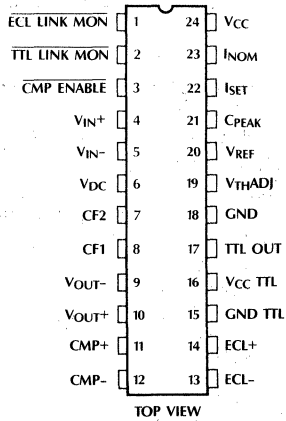 ECL LINK MON 1 24 VCC
TTL LINK MON 2 23 INOM
CMP ENABLE 3 22 ISET
VIN+ 4 21 CPEAK
VIN- 5 20 VREF
VDC 6 19 VTHADJ
CF2 7 18 GND
CF1 8 17 TTL OUT
VOUT- 9 16 VCC TTL
VOUT+ 10 15 GND TTL
CMP+ 11 14 ECL+
CMP- 12 13 ECL-
TOP VIEW